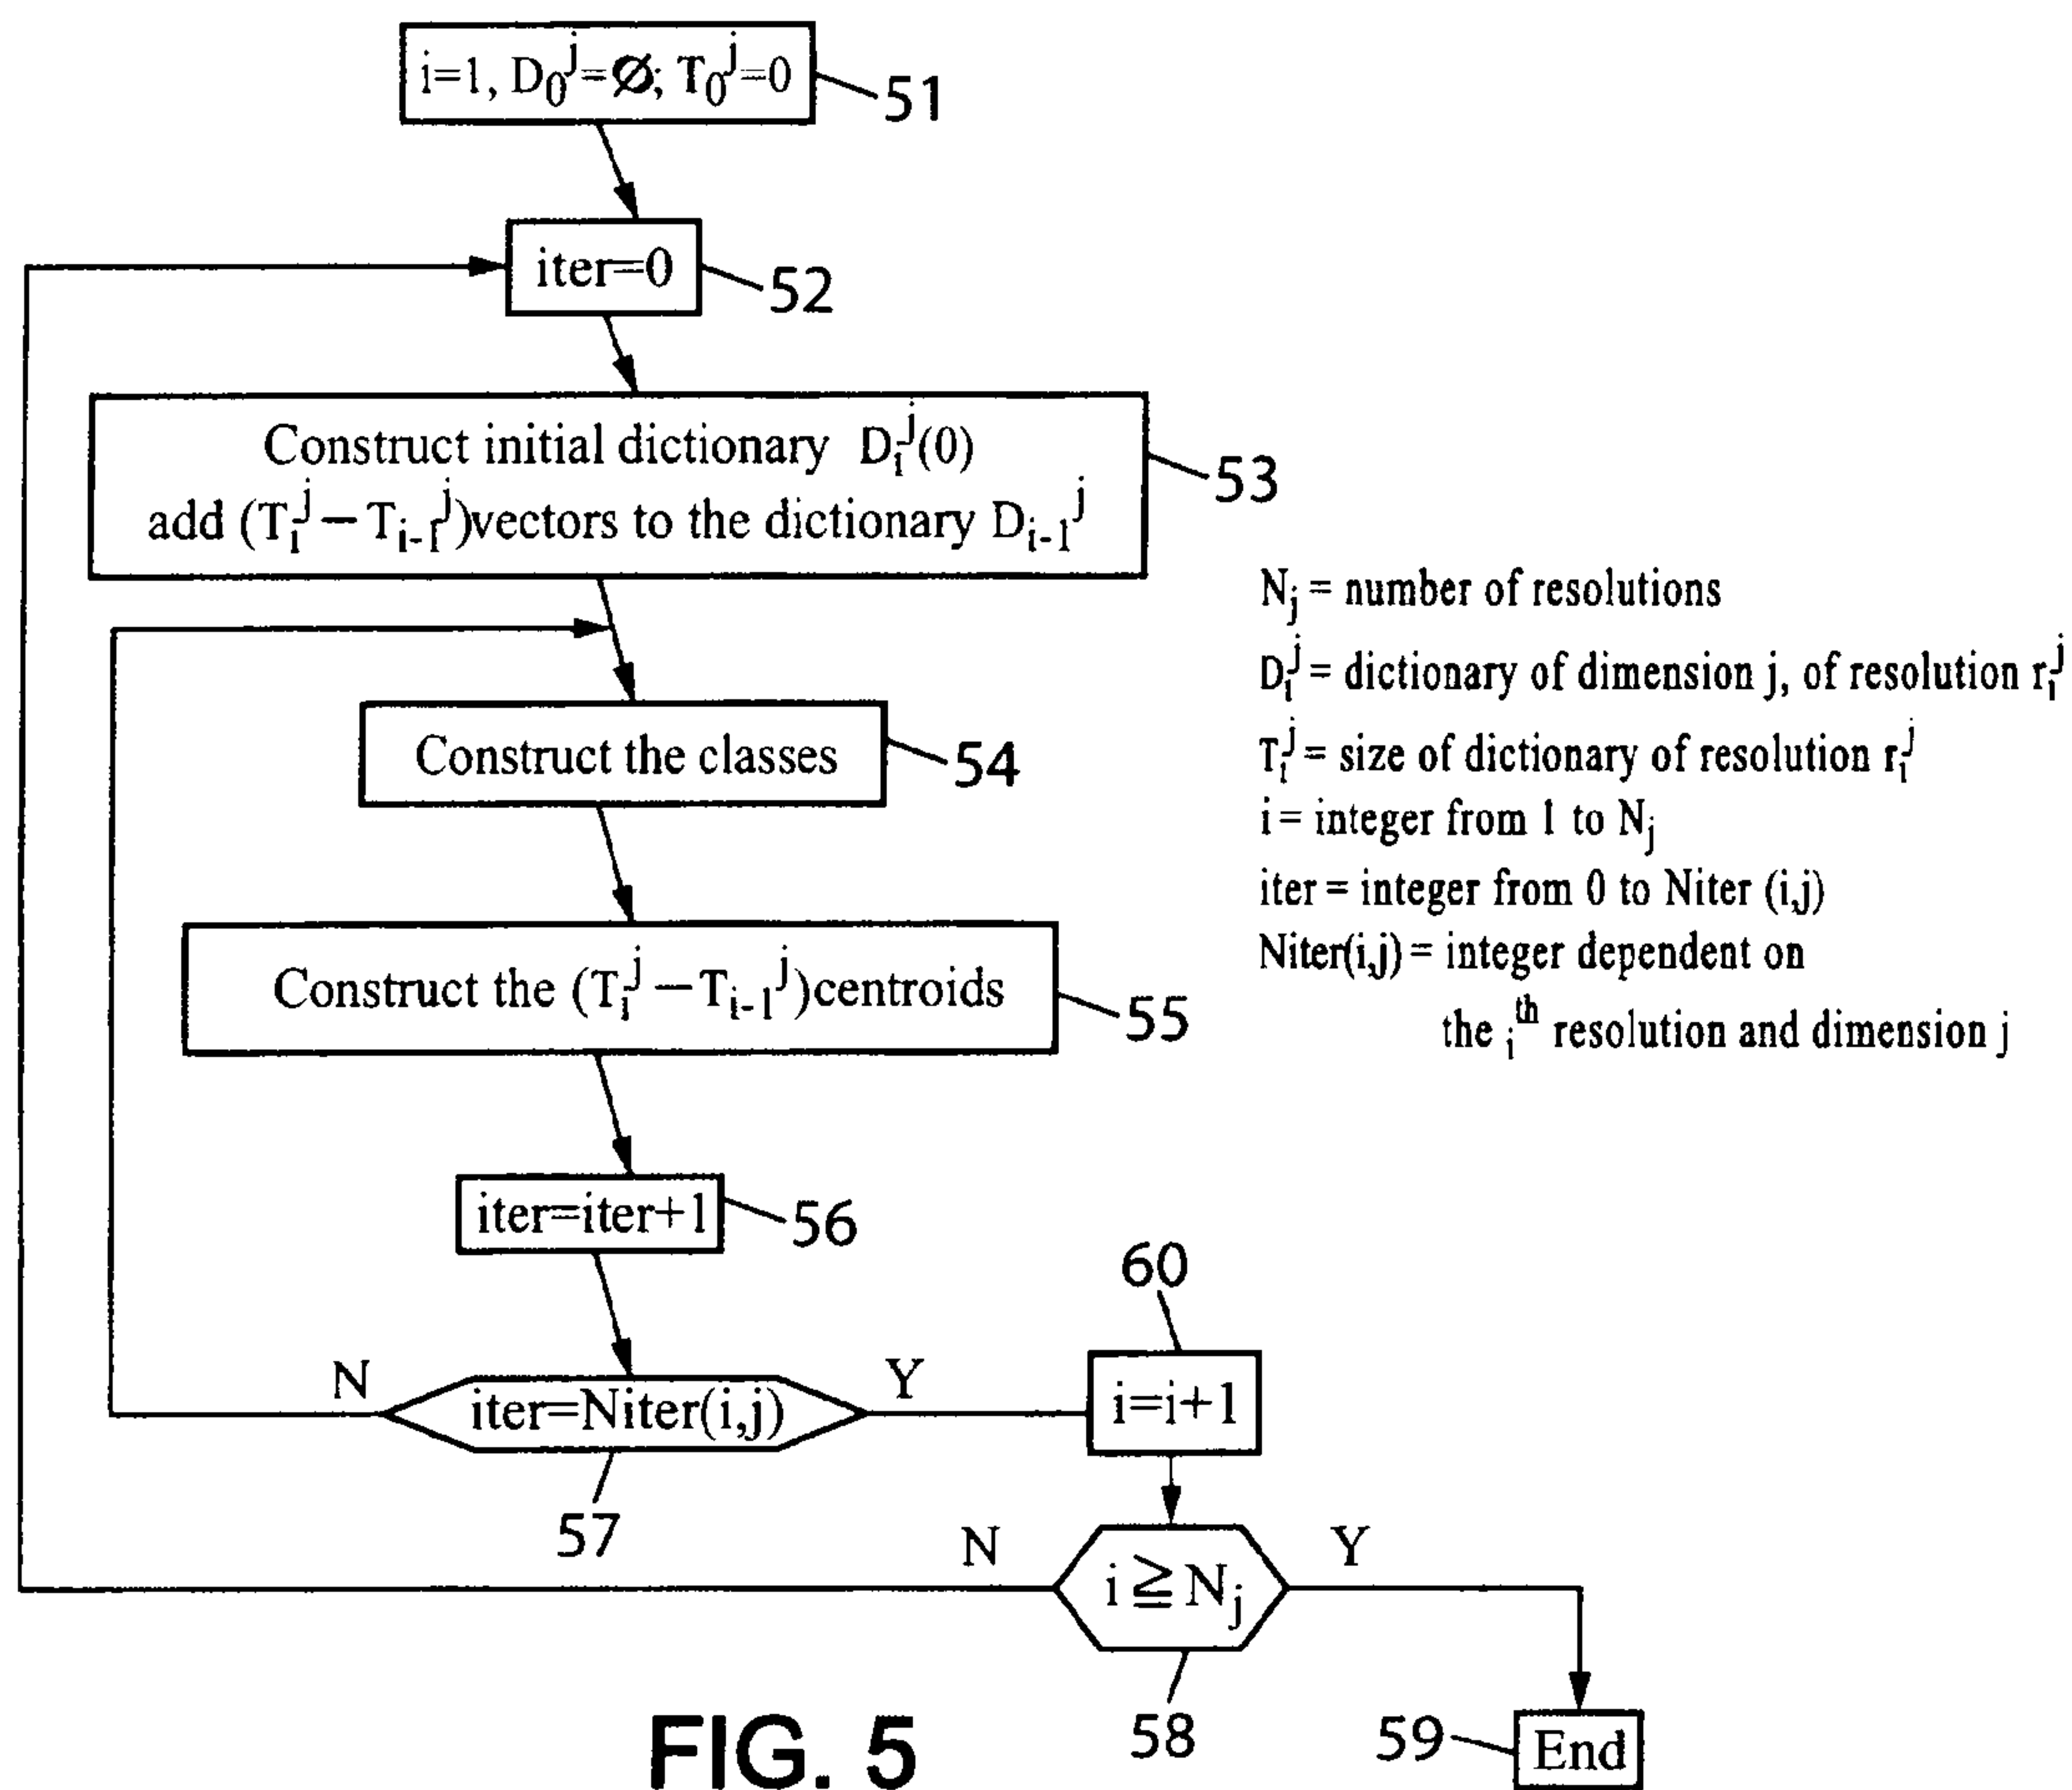 i=1, D₀ʲ=Ø; T₀ʲ=0
51
iter=0
52
Construct initial dictionary Dᵢʲ(0)
add (Tᵢʲ–Tᵢ₋₁ʲ)vectors to the dictionary Dᵢ₋₁ʲ
53
Construct the classes
54
Construct the (Tᵢʲ–Tᵢ₋₁ʲ)centroids
55
iter=iter+1
56
N
iter=Niter(i,j)
Y
57
60
i=i+1
N
i ≧ Nⱼ
Y
58
59
End
Nⱼ = number of resolutions
Dᵢʲ = dictionary of dimension j, of resolution rᵢʲ
Tᵢʲ = size of dictionary of resolution rᵢʲ
i = integer from 1 to Nⱼ
iter = integer from 0 to Niter (i,j)
Niter(i,j) = integer dependent on
the ᵢth resolution and dimension j
FIG. 5